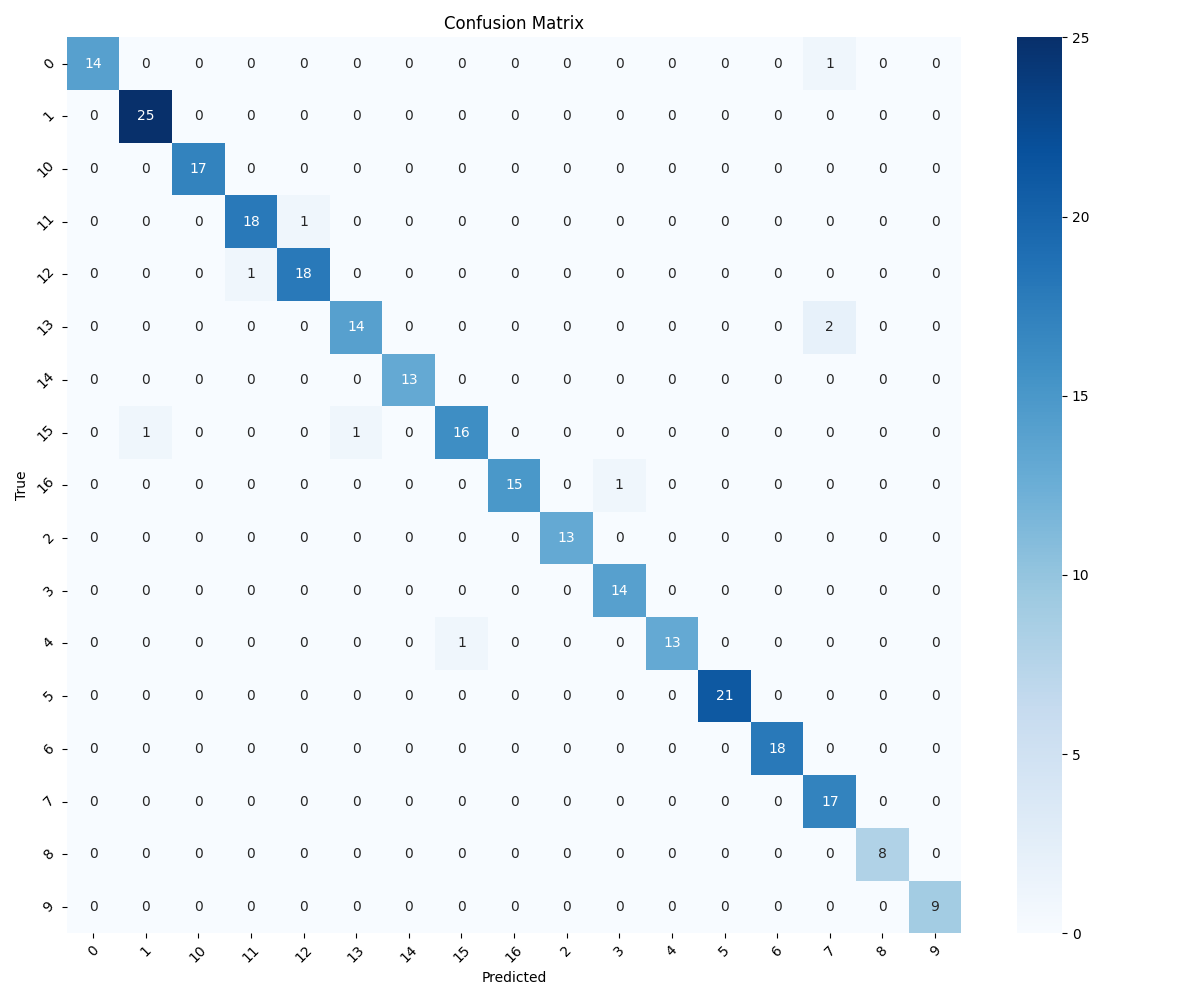 Confusion Matrix
0 14 0 0 0 0 0 0 0 0 0 0 0 0 0 1 0 0
1 0 25 0 0 0 0 0 0 0 0 0 0 0 0 0 0 0
10 0 0 17 0 0 0 0 0 0 0 0 0 0 0 0 0 0
11 0 0 0 18 1 0 0 0 0 0 0 0 0 0 0 0 0
12 0 0 0 1 18 0 0 0 0 0 0 0 0 0 0 0 0
13 0 0 0 0 0 14 0 0 0 0 0 0 0 0 2 0 0
14 0 0 0 0 0 0 13 0 0 0 0 0 0 0 0 0 0
15 0 1 0 0 0 1 0 16 0 0 0 0 0 0 0 0 0
16 0 0 0 0 0 0 0 0 15 0 1 0 0 0 0 0 0
2 0 0 0 0 0 0 0 0 0 13 0 0 0 0 0 0 0
3 0 0 0 0 0 0 0 0 0 0 14 0 0 0 0 0 0
4 0 0 0 0 0 0 0 1 0 0 0 13 0 0 0 0 0
5 0 0 0 0 0 0 0 0 0 0 0 0 21 0 0 0 0
6 0 0 0 0 0 0 0 0 0 0 0 0 0 18 0 0 0
7 0 0 0 0 0 0 0 0 0 0 0 0 0 0 17 0 0
8 0 0 0 0 0 0 0 0 0 0 0 0 0 0 0 8 0
9 0 0 0 0 0 0 0 0 0 0 0 0 0 0 0 0 9
0 1 10 11 12 13 14 15 16 2 3 4 5 6 7 8 9
Predicted
True
25
20
15
10
5
0